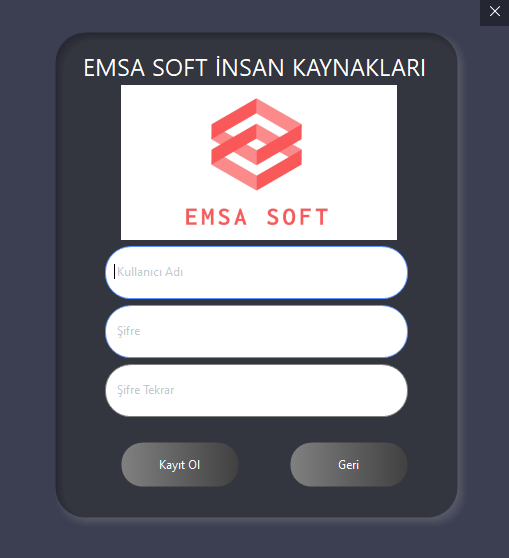 EMSA SOFT İNSAN KAYNAKLARI
EMSA SOFT
Kullanıcı Adı
Şifre
Şifre Tekrar
Kayıt Ol
Geri